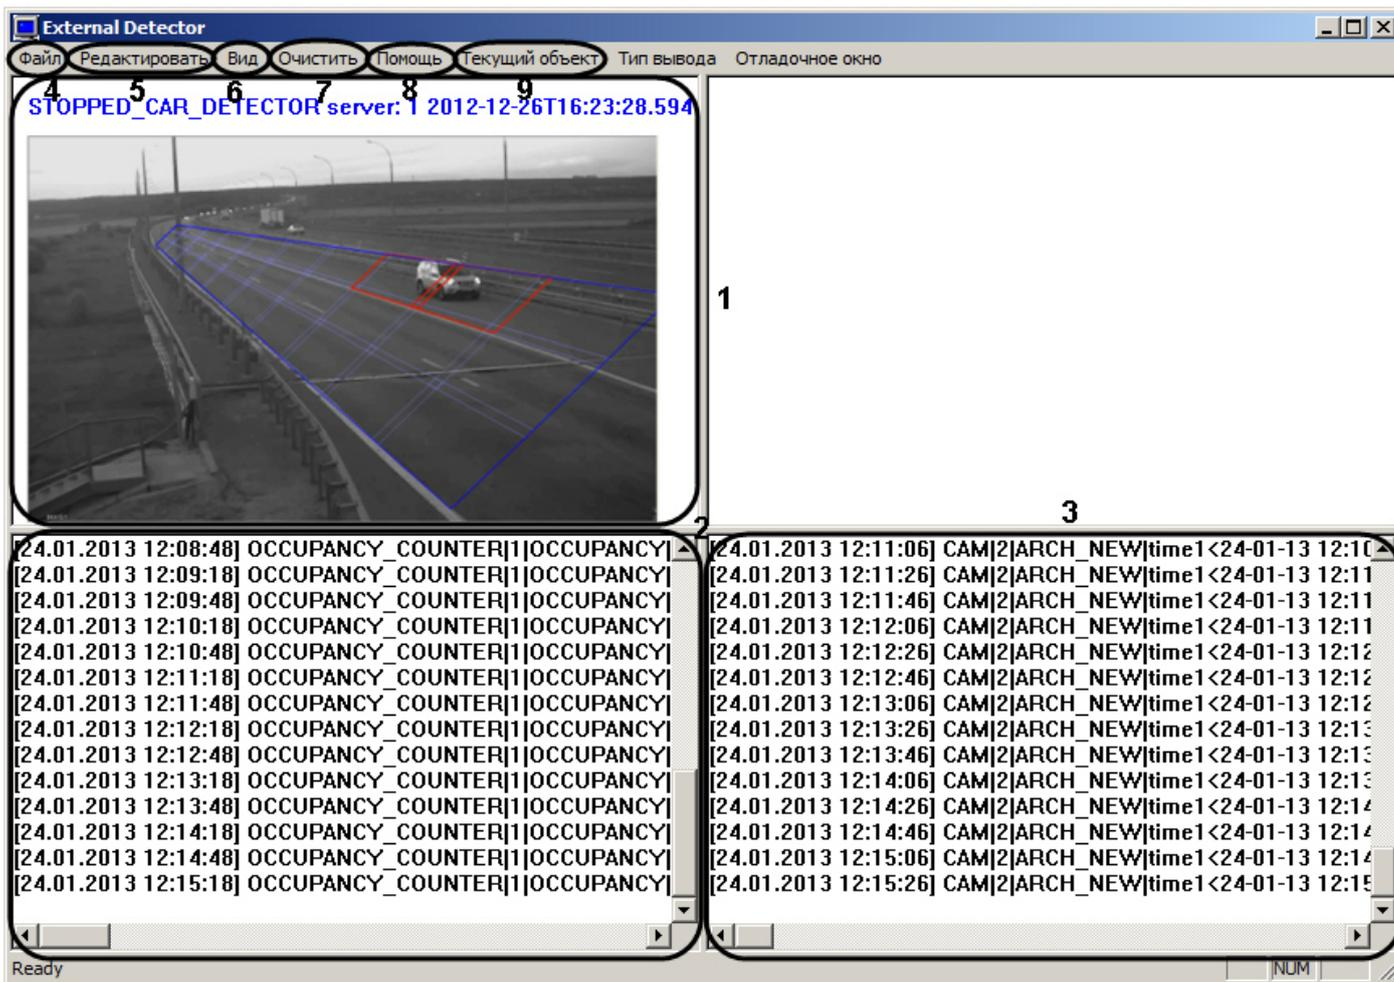 External Detector
Файл Редактировать Вид Очистить Помощь Текущий объект Тип вывода Отладочное окно
4 5 6 7 8 9
STOPPED_CAR_DETECTOR server: 1 2012-12-26T16:23:28.594
1
2
3
[24.01.2013 12:08:48] OCCUPANCY_COUNTER|1|OCCUPANCY|
[24.01.2013 12:09:18] OCCUPANCY_COUNTER|1|OCCUPANCY|
[24.01.2013 12:09:48] OCCUPANCY_COUNTER|1|OCCUPANCY|
[24.01.2013 12:10:18] OCCUPANCY_COUNTER|1|OCCUPANCY|
[24.01.2013 12:10:48] OCCUPANCY_COUNTER|1|OCCUPANCY|
[24.01.2013 12:11:18] OCCUPANCY_COUNTER|1|OCCUPANCY|
[24.01.2013 12:11:48] OCCUPANCY_COUNTER|1|OCCUPANCY|
[24.01.2013 12:12:18] OCCUPANCY_COUNTER|1|OCCUPANCY|
[24.01.2013 12:12:48] OCCUPANCY_COUNTER|1|OCCUPANCY|
[24.01.2013 12:13:18] OCCUPANCY_COUNTER|1|OCCUPANCY|
[24.01.2013 12:13:48] OCCUPANCY_COUNTER|1|OCCUPANCY|
[24.01.2013 12:14:18] OCCUPANCY_COUNTER|1|OCCUPANCY|
[24.01.2013 12:14:48] OCCUPANCY_COUNTER|1|OCCUPANCY|
[24.01.2013 12:15:18] OCCUPANCY_COUNTER|1|OCCUPANCY|
[24.01.2013 12:11:06] CAM|2|ARCH_NEW|time1<24-01-13 12:10
[24.01.2013 12:11:26] CAM|2|ARCH_NEW|time1<24-01-13 12:11
[24.01.2013 12:11:46] CAM|2|ARCH_NEW|time1<24-01-13 12:11
[24.01.2013 12:12:06] CAM|2|ARCH_NEW|time1<24-01-13 12:11
[24.01.2013 12:12:26] CAM|2|ARCH_NEW|time1<24-01-13 12:12
[24.01.2013 12:12:46] CAM|2|ARCH_NEW|time1<24-01-13 12:12
[24.01.2013 12:13:06] CAM|2|ARCH_NEW|time1<24-01-13 12:12
[24.01.2013 12:13:26] CAM|2|ARCH_NEW|time1<24-01-13 12:13
[24.01.2013 12:13:46] CAM|2|ARCH_NEW|time1<24-01-13 12:13
[24.01.2013 12:14:06] CAM|2|ARCH_NEW|time1<24-01-13 12:13
[24.01.2013 12:14:26] CAM|2|ARCH_NEW|time1<24-01-13 12:14
[24.01.2013 12:14:46] CAM|2|ARCH_NEW|time1<24-01-13 12:14
[24.01.2013 12:15:06] CAM|2|ARCH_NEW|time1<24-01-13 12:14
[24.01.2013 12:15:26] CAM|2|ARCH_NEW|time1<24-01-13 12:15
Ready
NUM